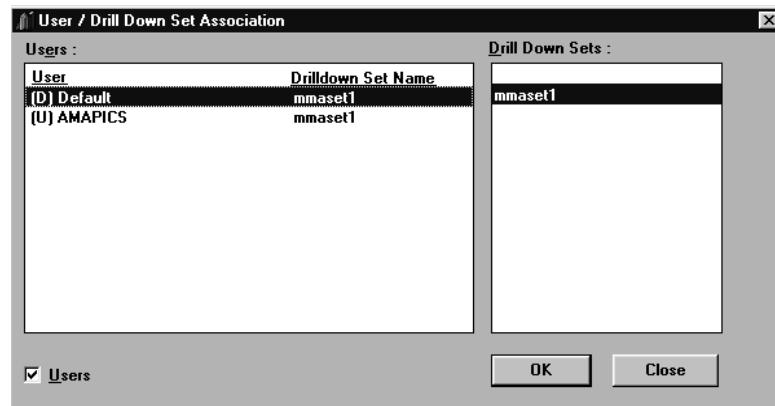 User / Drill Down Set Association
Users :
Drill Down Sets :
User Drilldown Set Name
(D) Default mmaset1
mmaset1
(U) AMAPICS mmaset1
Users
OK
Close